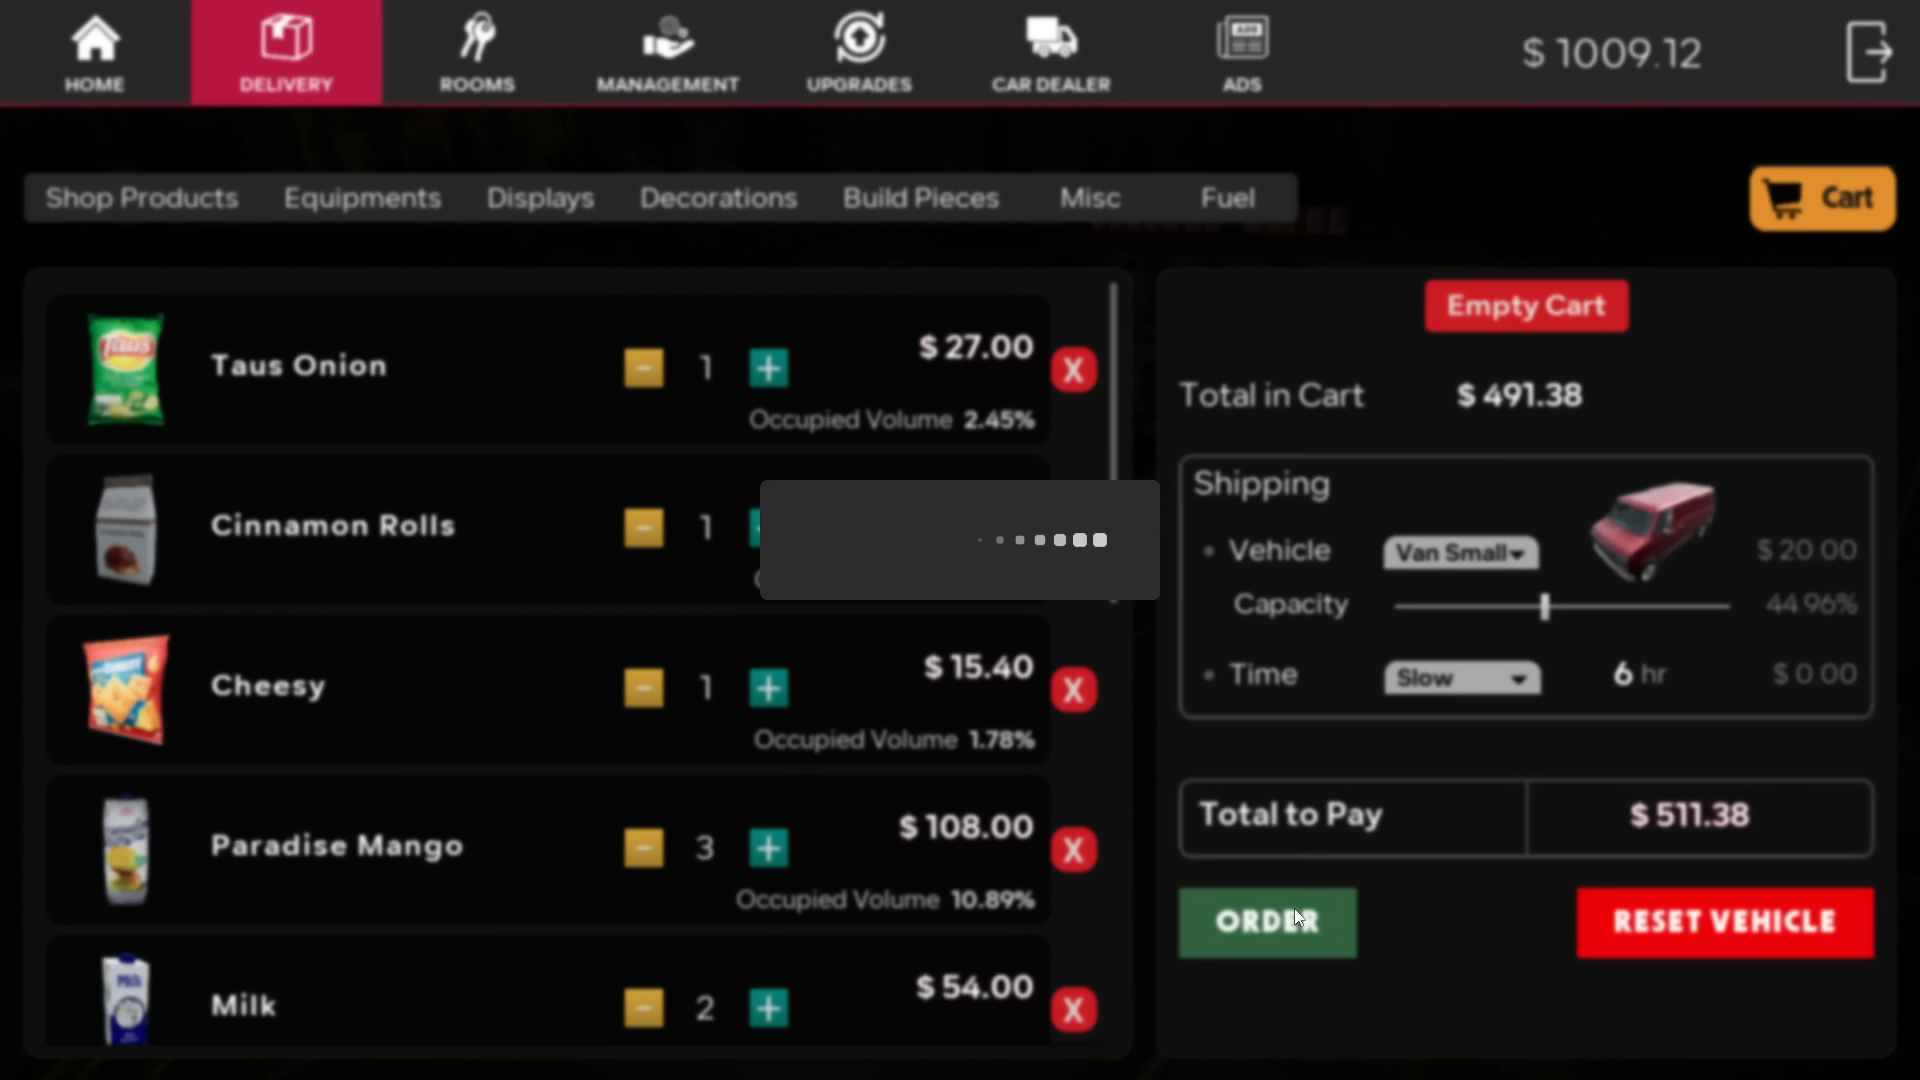 HOME
DELIVERY
ROOMS
MANAGEMENT
UPGRADES
CAR DEALER
ADS
$ 1009.12
Shop Products
Equipments
Displays
Decorations
Build Pieces
Misc
Fuel
Cart
Taus
Taus Onion
- 1 +
$ 27.00
X
Occupied Volume 2.45%
Cinnamon Rolls
- 1
Cheesy
- 1 +
$ 15.40
X
Occupied Volume 1.78%
Paradise Mango
- 3 +
$ 108.00
X
Occupied Volume 10.89%
Milk
Milk
- 2 +
$ 54.00
X
Empty Cart
Total in Cart $ 491.38
Shipping
Vehicle Van Small $ 20 00
Capacity 44 96%
Time Slow 6 hr $ 0 00
Total to Pay $ 511.38
ORDER
RESET VEHICLE